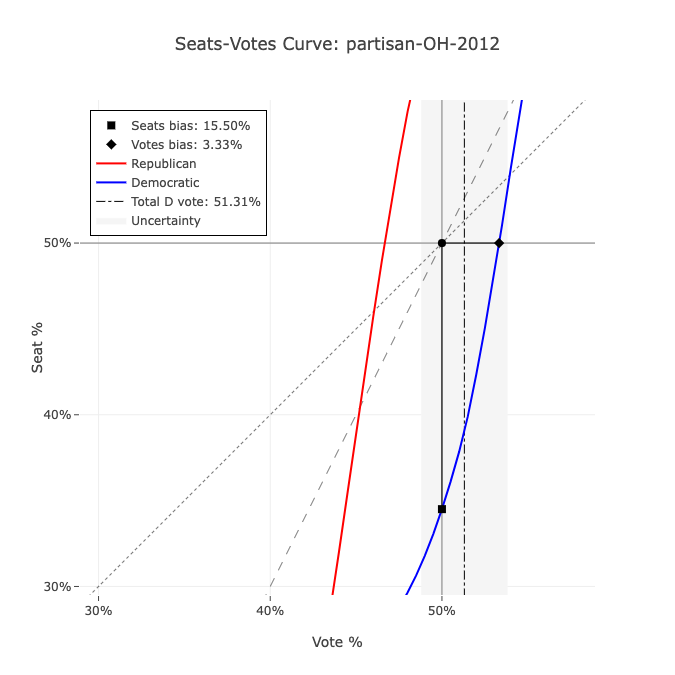 Seats-Votes Curve: partisan-OH-2012
Seats bias: 15.50%
Votes bias: 3.33%
Republican
Democratic
Total D vote: 51.31%
Uncertainty
50%
40%
30%
Seat %
30%
40%
50%
Vote %